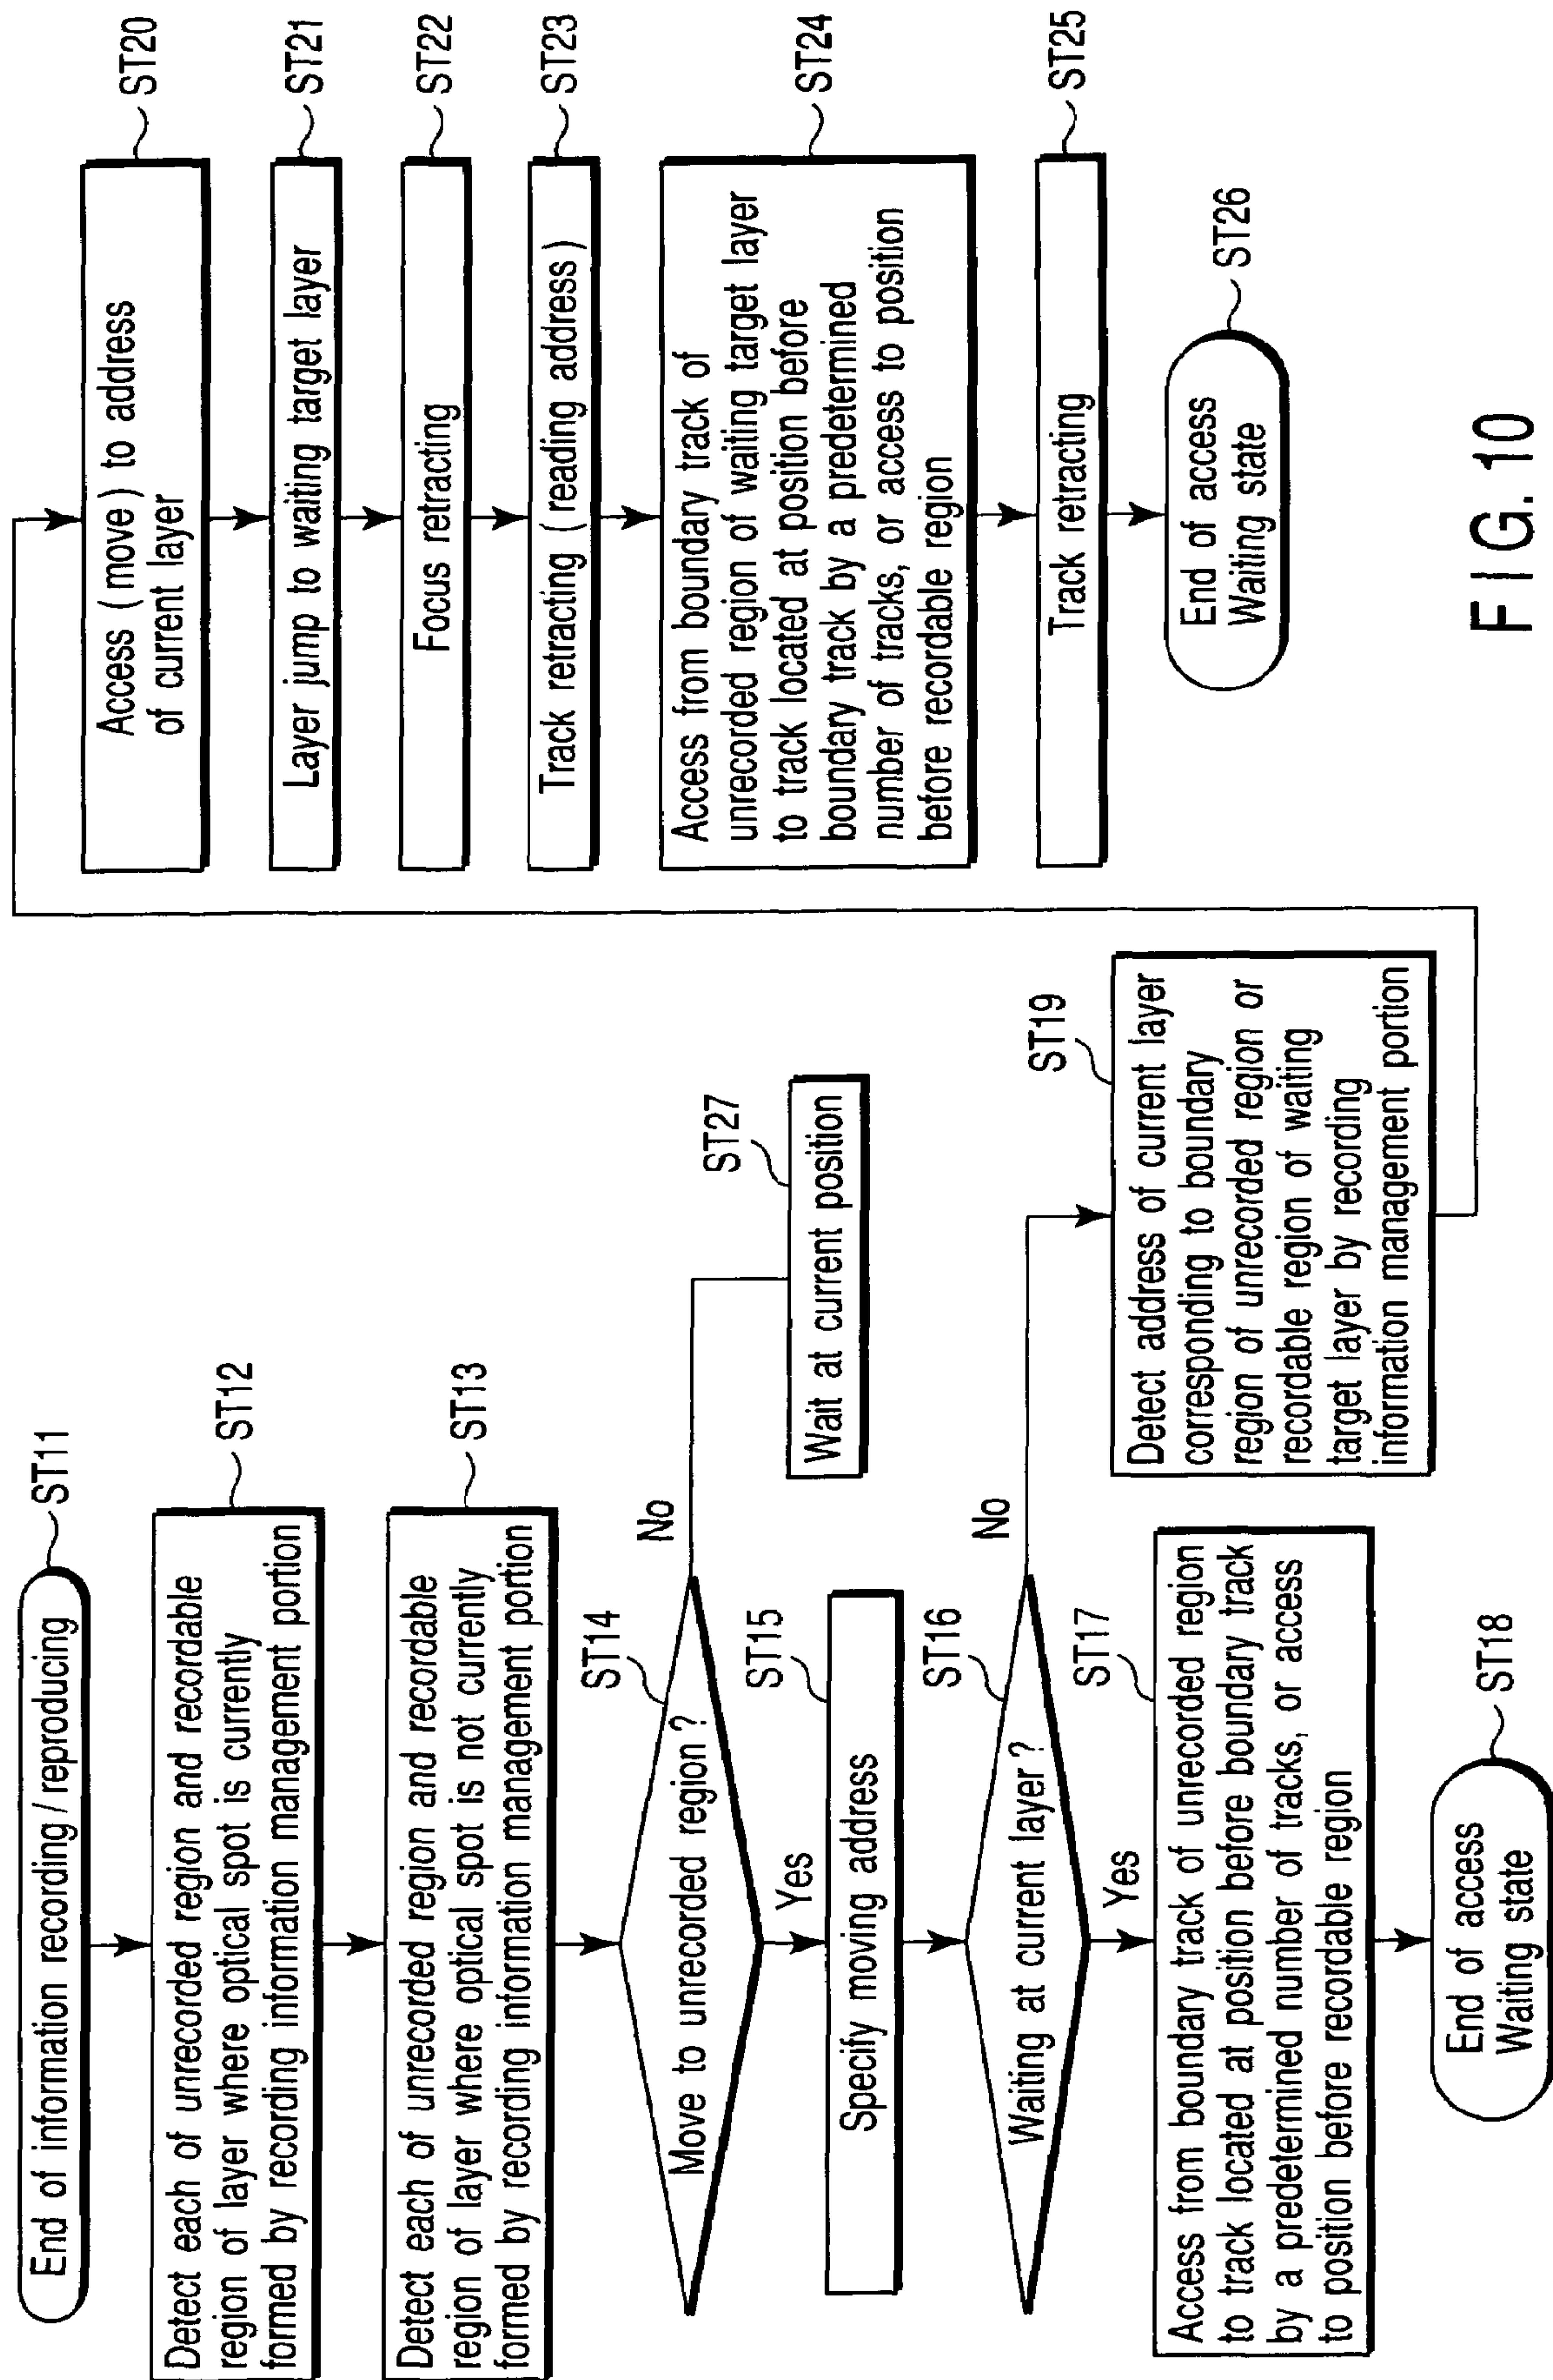 End of information recording / reproducing
ST11
Detect each of unrecorded region and recordable
region of layer where optical spot is currently
formed by recording information management portion
ST12
Detect each of unrecorded region and recordable
region of layer where optical spot is not currently
formed by recording information management portion
ST13
Move to unrecorded region ?
ST14
No
Yes
Wait at current position
ST27
Specify moving address
ST15
Waiting at current layer ?
ST16
No
Yes
Access from boundary track of unrecorded region
to track located at position before boundary track
by a predetermined number of tracks, or access
to position before recordable region
ST17
End of access
Waiting state
ST18
Detect address of current layer
corresponding to boundary
region of unrecorded region or
recordable region of waiting
target layer by recording
information management portion
ST19
Access ( move ) to address
of current layer
ST20
Layer jump to waiting target layer
ST21
Focus retracting
ST22
Track retracting ( reading address )
ST23
Access from boundary track of
unrecorded region of waiting target layer
to track located at position before
boundary track by a predetermined
number of tracks, or access to position
before recordable region
ST24
Track retracting
ST25
End of access
Waiting state
ST26
FIG. 10